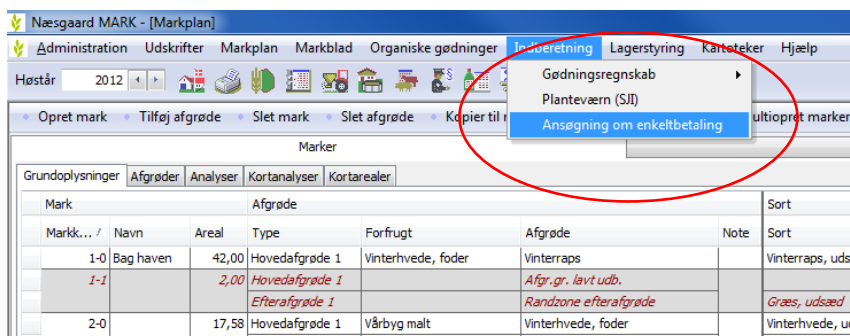 Næsgaard MARK - [Markplan]
Administration Udskrifter Markplan Markblad Organiske gødninger Indberetning Lagerstyring Kartoteker Hjælp
Høstår 2012
Gødningsregnskab
Planteværn (SJI)
Ansøgning om enkeltbetaling
Opret mark Tilføj afgrøde Slet mark Slet afgrøde Kopier til ultiopret marker
Marker
Grundoplysninger Afgrøder Analyser Kortanalyser Kortarealer
Mark Afgrøde Sort
Markk... / Navn Areal Type Forfrugt Afgrøde Note Sort
1-0 Bag haven 42,00 Hovedafgrøde 1 Vinterhvede, foder Vinterraps Vinterraps, uds
1-1 2,00 Hovedafgrøde 1 Afgr.gr. lavt udb.
Efterafgrøde 1 Randzone efterafgrøde Græs, udsæd
2-0 17,58 Hovedafgrøde 1 Vårbyg malt Vinterhvede, foder Vinterhvede, u